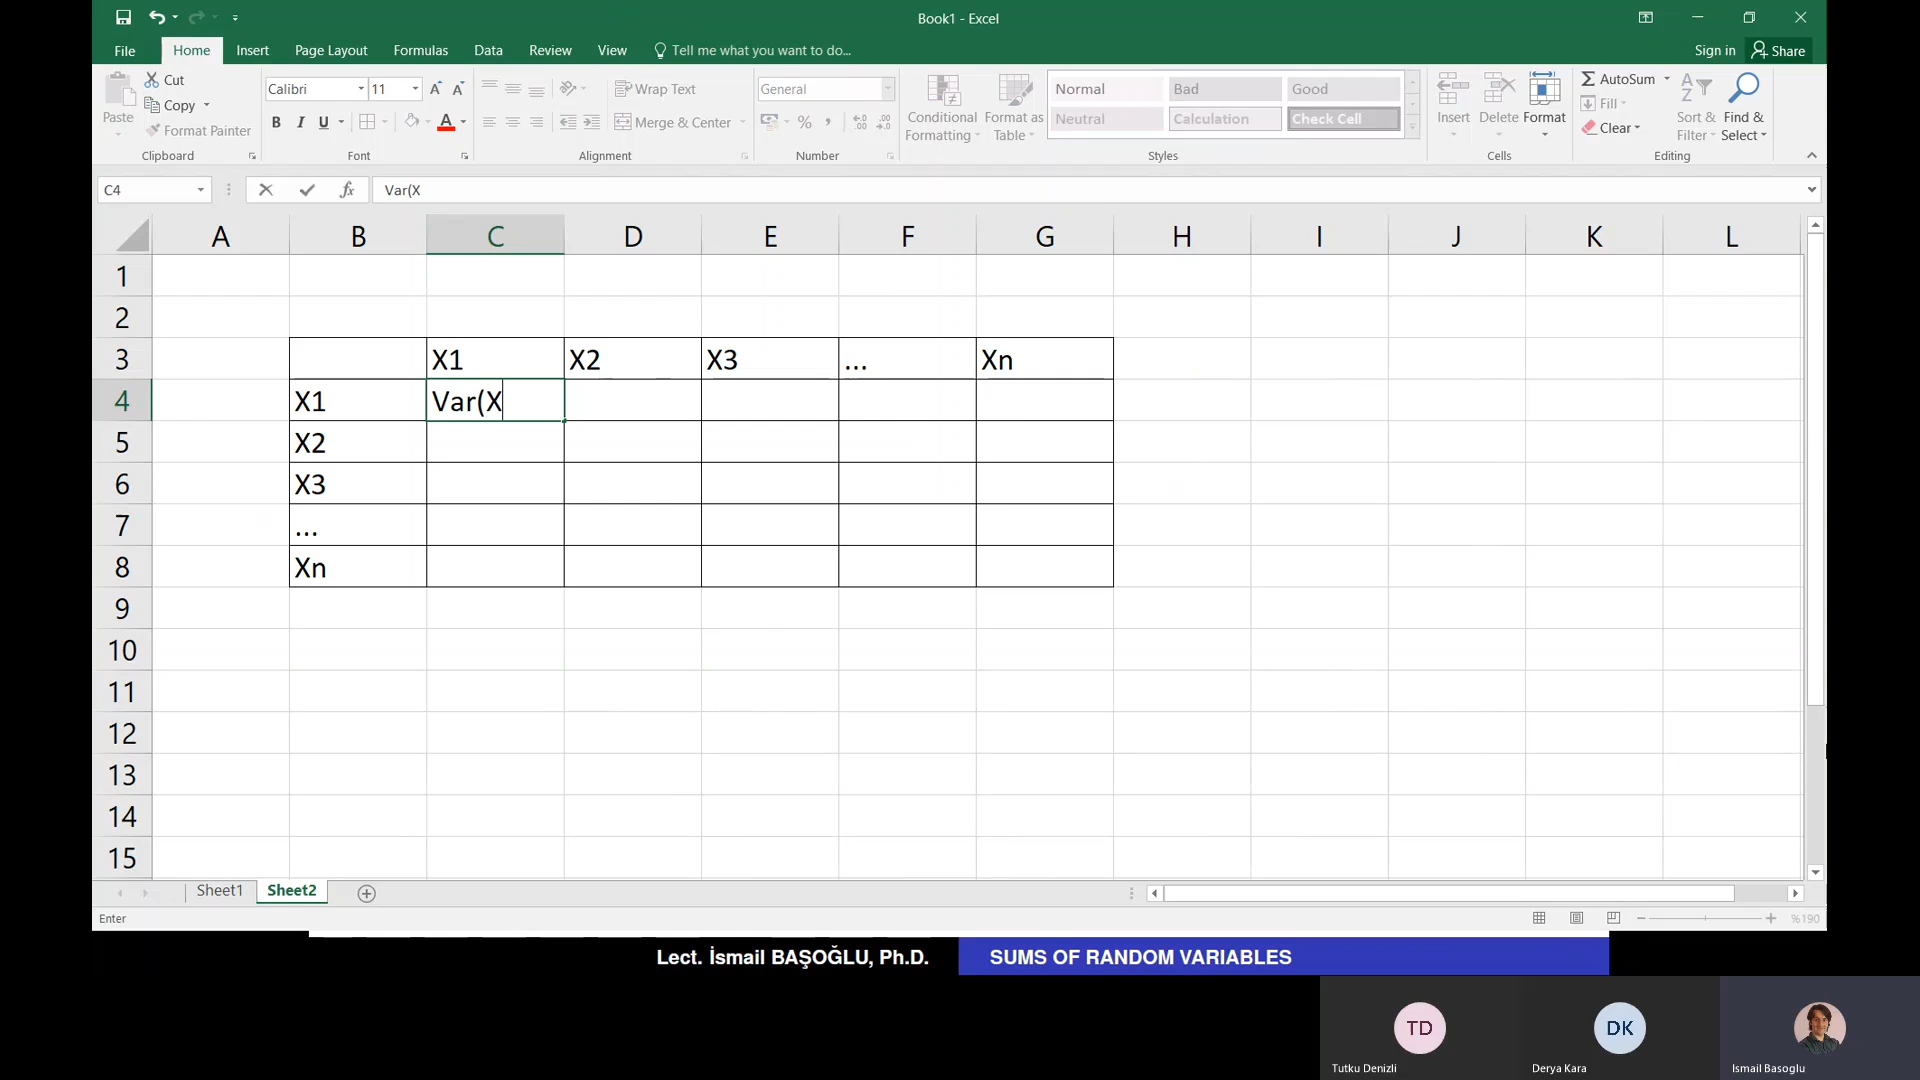 Book1 - Excel
File Home Insert Page Layout Formulas Data Review View Tell me what you want to do... Sign in Share
Paste Cut Copy Format Painter
Clipboard
Calibri 11 A A
B I U A
Font
Wrap Text
Merge & Center
Alignment
General
% ,
Number
Conditional Formatting Format as Table
Normal Bad Good
Neutral Calculation Check Cell
Styles
Insert Delete Format
Cells
AutoSum
Fill
Clear
Sort & Filter Find & Select
Editing
C4 fx Var(X
A B C D E F G H I J K L
1
2
3 X1 X2 X3 ... Xn
4 X1 Var(X
5 X2
6 X3
7 ...
8 Xn
9
10
11
12
13
14
15
Sheet1 Sheet2
Enter %190
Lect. İsmail BAŞOĞLU, Ph.D. SUMS OF RANDOM VARIABLES
TD DK
Tutku Denizli Derya Kara Ismail Basoglu